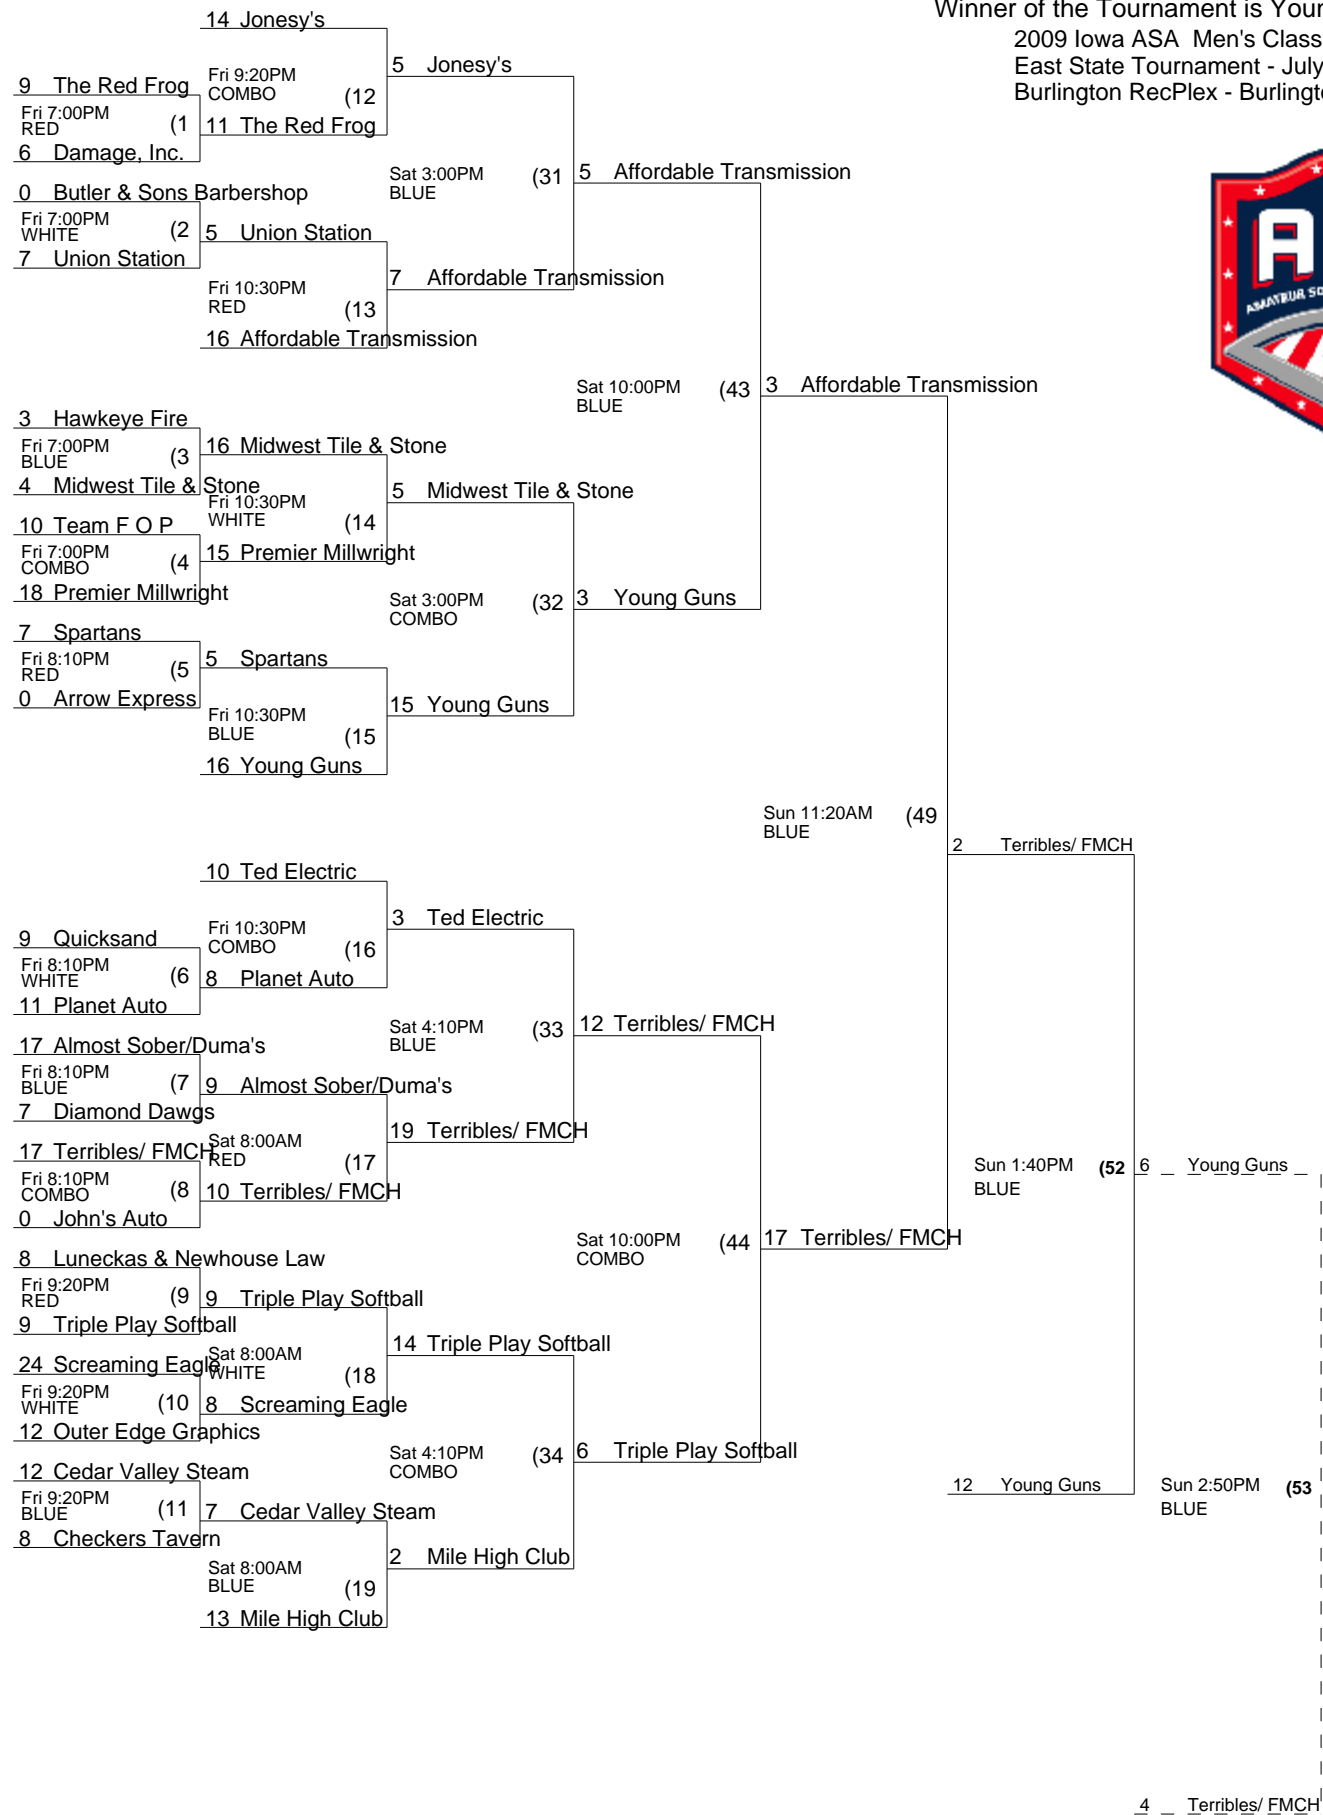 Winner of the Tournament is Your
2009 Iowa ASA Men's Class
East State Tournament - July
Burlington RecPlex - Burlingt
14 Jonesy's
Fri 9:20PM
COMBO (12
5 Jonesy's
9 The Red Frog
Fri 7:00PM
RED (1
11 The Red Frog
6 Damage, Inc.
Sat 3:00PM
BLUE (31
5 Affordable Transmission
0 Butler & Sons Barbershop
Fri 7:00PM
WHITE (2
5 Union Station
7 Union Station
Fri 10:30PM
RED (13
7 Affordable Transmission
16 Affordable Transmission
Sat 10:00PM
BLUE (43
3 Affordable Transmission
3 Hawkeye Fire
Fri 7:00PM
BLUE (3
16 Midwest Tile & Stone
4 Midwest Tile & Stone
Fri 10:30PM
WHITE (14
5 Midwest Tile & Stone
10 Team F O P
Fri 7:00PM
COMBO (4
15 Premier Millwright
18 Premier Millwright
Sat 3:00PM
COMBO (32
3 Young Guns
7 Spartans
Fri 8:10PM
RED (5
5 Spartans
0 Arrow Express
Fri 10:30PM
BLUE (15
15 Young Guns
16 Young Guns
Sun 11:20AM
BLUE (49
2 Terribles/ FMCH
10 Ted Electric
Fri 10:30PM
COMBO (16
3 Ted Electric
9 Quicksand
Fri 8:10PM
WHITE (6
8 Planet Auto
11 Planet Auto
Sat 4:10PM
BLUE (33
12 Terribles/ FMCH
17 Almost Sober/Duma's
Fri 8:10PM
BLUE (7
9 Almost Sober/Duma's
7 Diamond Dawgs
Sat 8:00AM
RED (17
19 Terribles/ FMCH
17 Terribles/ FMCH
Fri 8:10PM
COMBO (8
10 Terribles/ FMCH
0 John's Auto
Sun 1:40PM
BLUE (52
6 Young Guns
Sat 10:00PM
COMBO (44
17 Terribles/ FMCH
8 Luneckas & Newhouse Law
Fri 9:20PM
RED (9
9 Triple Play Softball
9 Triple Play Softball
Sat 8:00AM
WHITE (18
14 Triple Play Softball
24 Screaming Eagle
Fri 9:20PM
WHITE (10
8 Screaming Eagle
12 Outer Edge Graphics
Sat 4:10PM
COMBO (34
6 Triple Play Softball
12 Cedar Valley Steam
Fri 9:20PM
BLUE (11
7 Cedar Valley Steam
8 Checkers Tavern
Sat 8:00AM
BLUE (19
2 Mile High Club
13 Mile High Club
12 Young Guns
Sun 2:50PM
BLUE (53
4 Terribles/ FMCH
A
AMATEUR SO